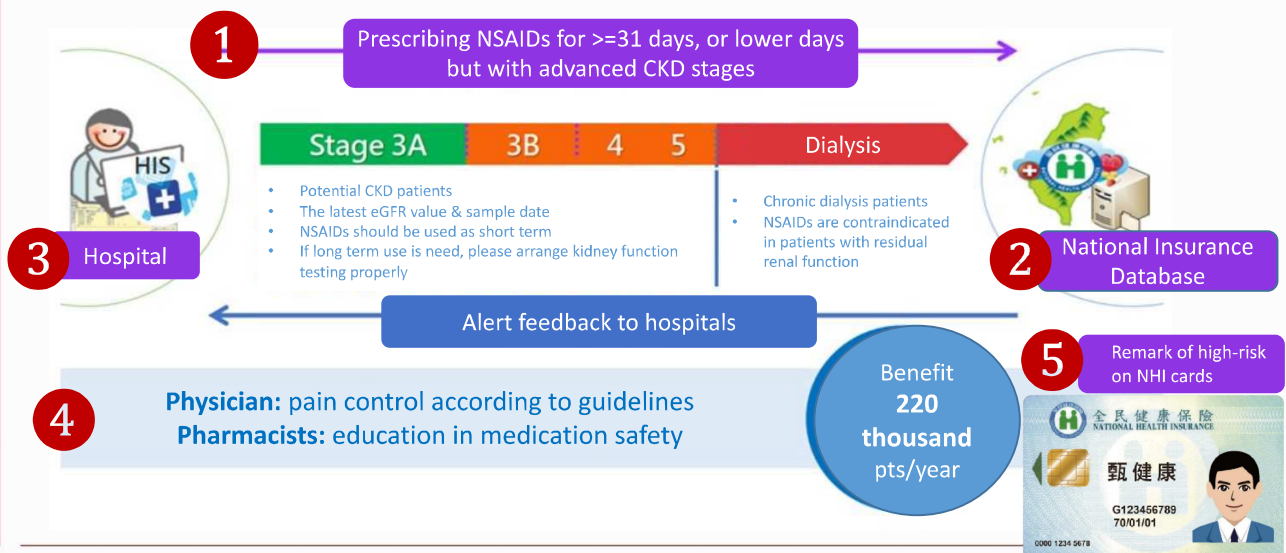 1
Prescribing NSAIDs for >=31 days, or lower days
but with advanced CKD stages
HIS
Stage 3A
3B
4
5
Dialysis
• Potential CKD patients
• The latest eGFR value & sample date
• NSAIDs should be used as short term
• If long term use is need, please arrange kidney function
testing properly
• Chronic dialysis patients
• NSAIDs are contraindicated
in patients with residual
renal function
3
Hospital
2
National Insurance
Database
Alert feedback to hospitals
4
Physician: pain control according to guidelines
Pharmacists: education in medication safety
Benefit
220
thousand
pts/year
5
Remark of high-risk
on NHI cards
全民健康保險
NATIONAL HEALTH INSURANCE
甄健康
G123456789
70/01/01
0000 1234 5678